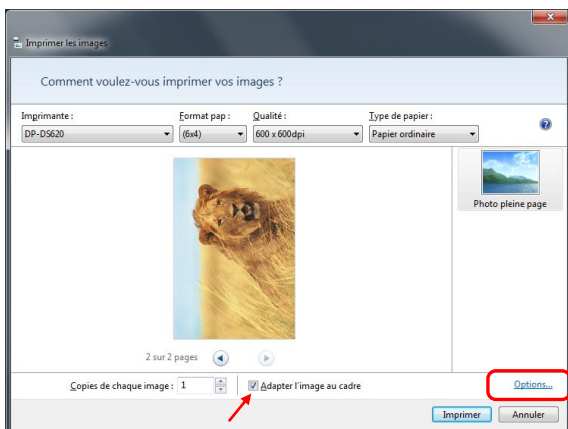 Imprimer les images
Comment voulez-vous imprimer vos images ?
Imprimante : Format pap : Qualité : Type de papier :
DP-DS620 (6x4) 600 x 600dpi Papier ordinaire
Photo pleine page
2 sur 2 pages
Copies de chaque image : 1 Adapter l'image au cadre Options...
Imprimer Annuler